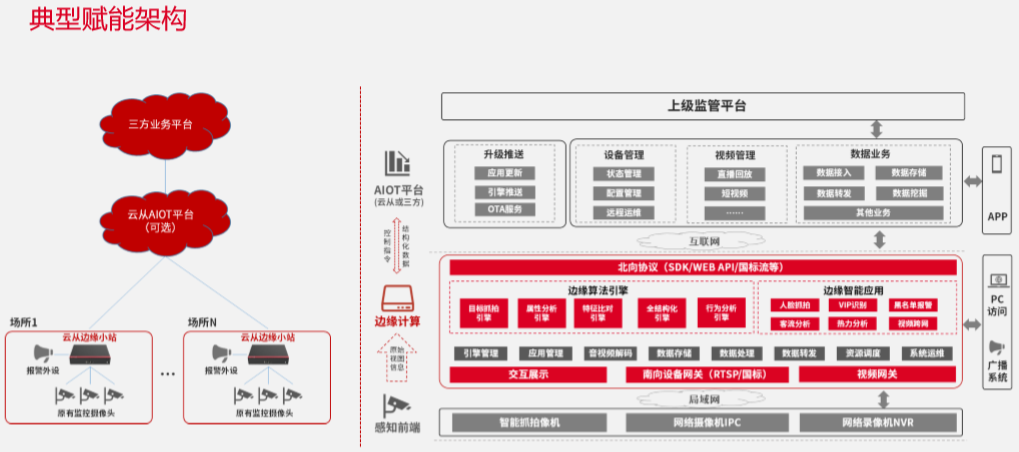 典型赋能架构
三方业务平台
云从AIOT平台
（可选）
场所1
云从边缘小站
报警外设
原有监控摄像头
...
场所N
云从边缘小站
报警外设
原有监控摄像头
AIOT平台
(云从或三方)
控制指令
结构化数据
边缘计算
原始视图信息
感知前端
上级监管平台
升级推送
应用更新
引擎推送
OTA服务
设备管理
状态管理
配置管理
远程运维
视频管理
直播回放
短视频
......
数据业务
数据接入
数据存储
数据转发
数据挖掘
其他业务
APP
互联网
北向协议（SDK/WEB API/国标流等）
边缘算法引擎
目标抓拍
引擎
属性分析
引擎
特征比对
引擎
全结构化
引擎
行为分析
引擎
边缘智能应用
人脸抓拍
VIP识别
黑名单报警
客流分析
热力分析
视频跨网
引擎管理
应用管理
音视频解码
数据存储
数据处理
数据转发
资源调度
系统运维
交互展示
南向设备网关（RTSP/国标）
视频网关
PC
访问
广播
系统
局域网
智能抓拍像机
网络摄像机IPC
网络录像机NVR